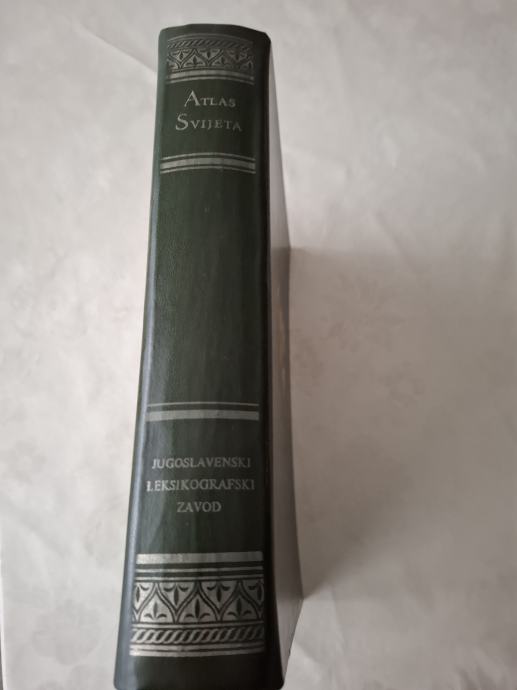 ATLAS
SVIJETA
JUGOSLAVENSKI
LEKSIKOGRAFSKI
ZAVOD